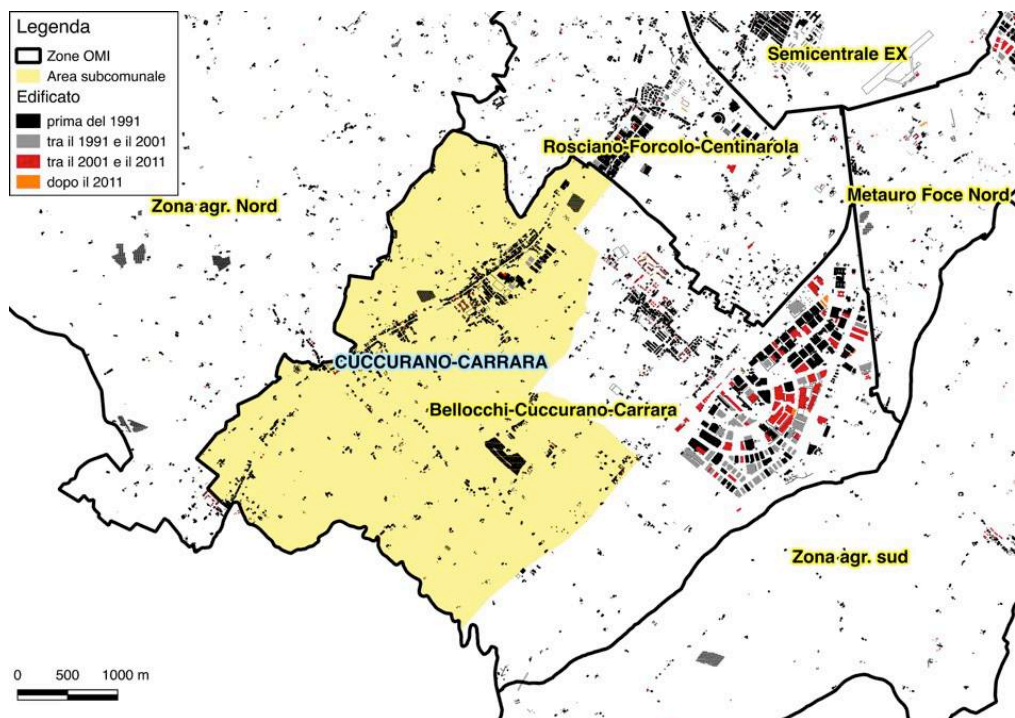 Legenda
Zone OMI
Area subcomunale
Edificato
prima del 1991
tra il 1991 e il 2001
tra il 2001 e il 2011
dopo il 2011
Semicentrale EX
Rosciano-Forcolo-Centinarola
Metauro Foce Nord
Zona agr. Nord
CUCCURANO-CARRARA
Bellocchi-Cuccurano-Carrara
Zona agr. sud
0 500 1000 m